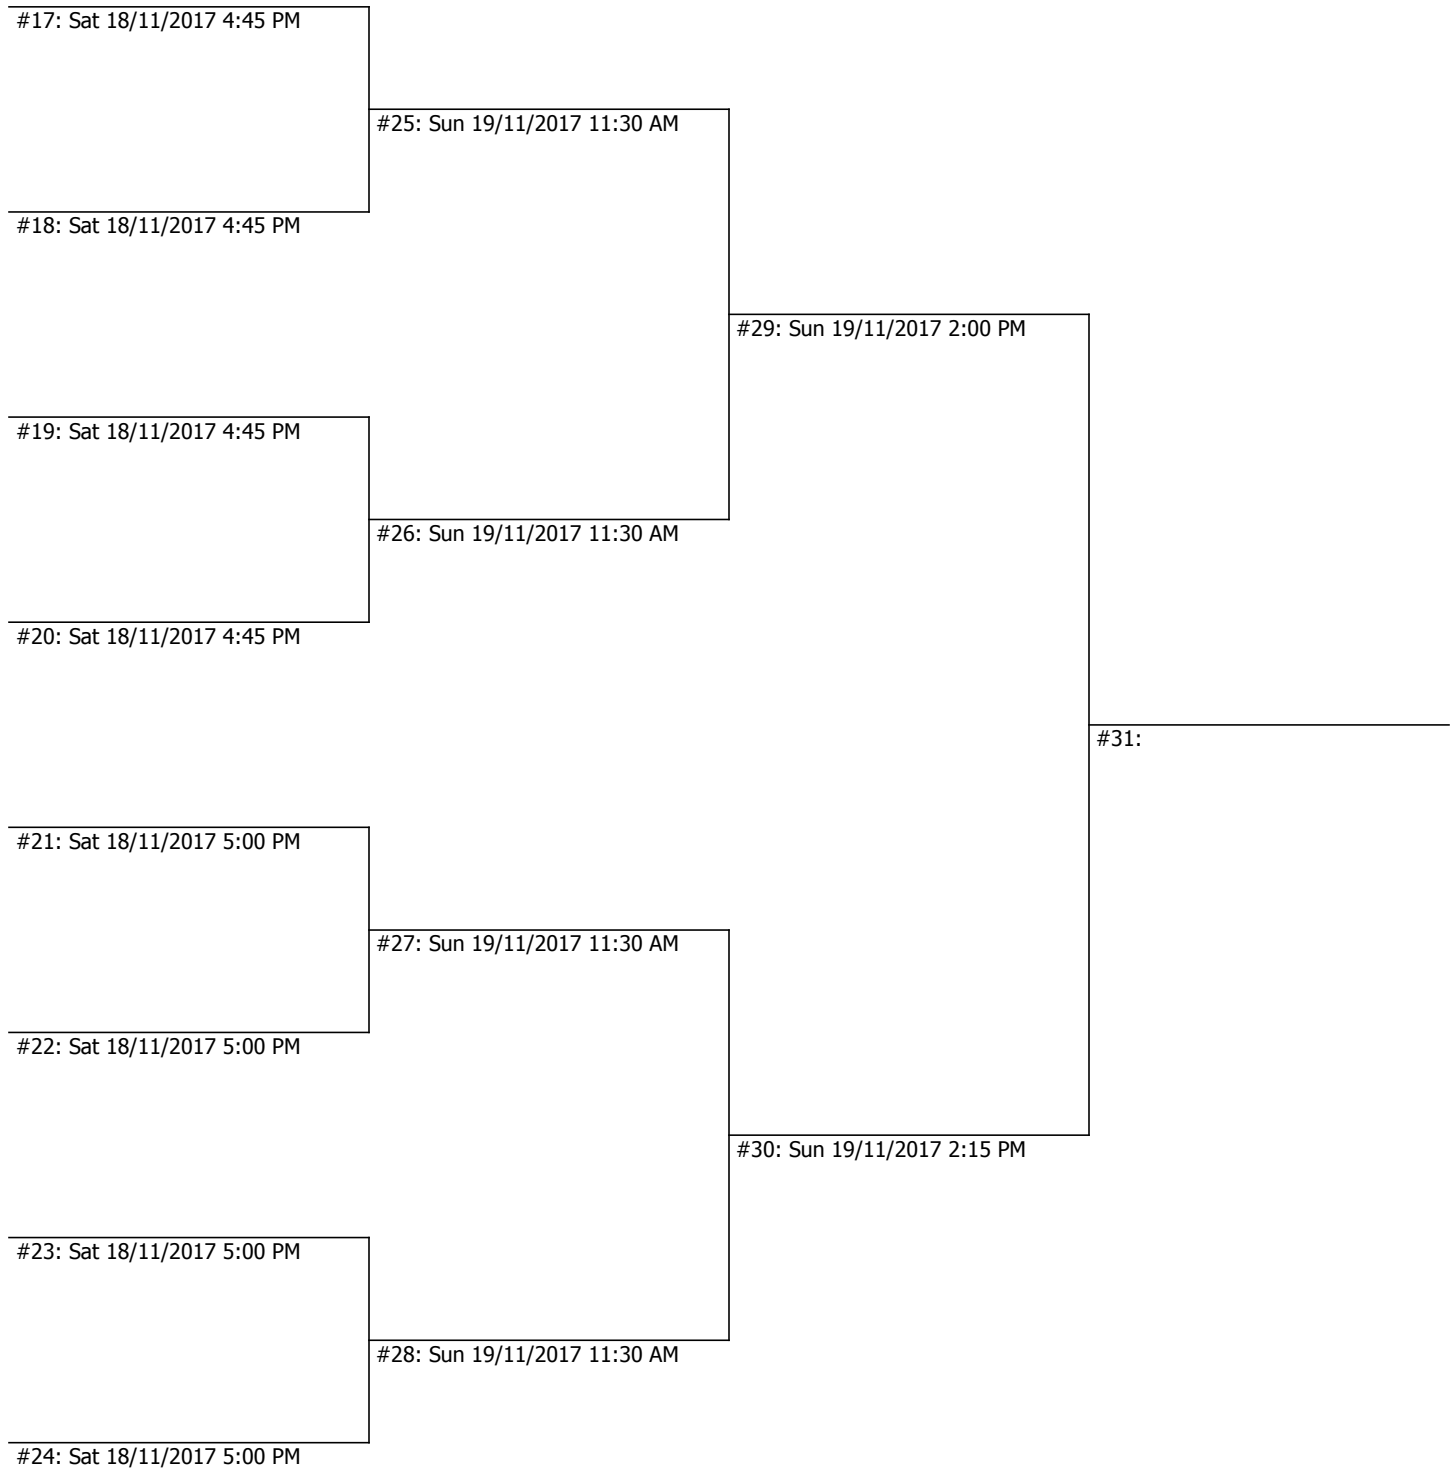 #17: Sat 18/11/2017 4:45 PM
#25: Sun 19/11/2017 11:30 AM
#18: Sat 18/11/2017 4:45 PM
#29: Sun 19/11/2017 2:00 PM
#19: Sat 18/11/2017 4:45 PM
#26: Sun 19/11/2017 11:30 AM
#20: Sat 18/11/2017 4:45 PM
#31:
#21: Sat 18/11/2017 5:00 PM
#27: Sun 19/11/2017 11:30 AM
#22: Sat 18/11/2017 5:00 PM
#30: Sun 19/11/2017 2:15 PM
#23: Sat 18/11/2017 5:00 PM
#28: Sun 19/11/2017 11:30 AM
#24: Sat 18/11/2017 5:00 PM